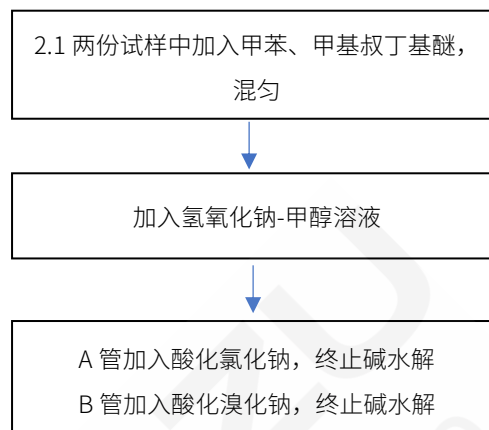 2.1 两份试样中加入甲苯、甲基叔丁基醚，
混匀
加入氢氧化钠-甲醇溶液
A 管加入酸化氯化钠，终止碱水解
B 管加入酸化溴化钠，终止碱水解